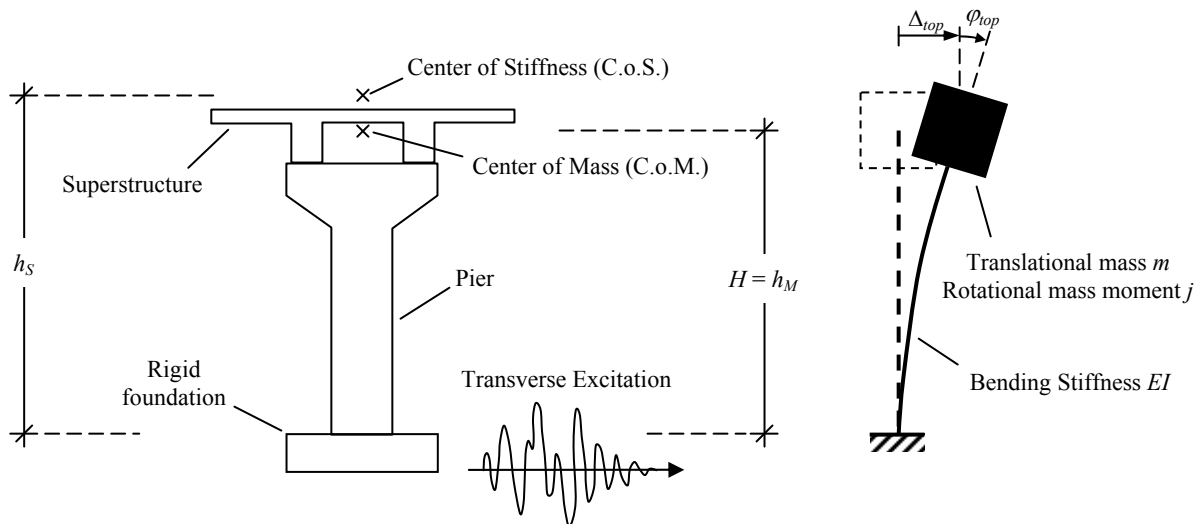 Δtop
φtop
Center of Stiffness (C.o.S.)
Center of Mass (C.o.M.)
Superstructure
hS
Pier
H = hM
Translational mass m
Rotational mass moment j
Rigid
foundation
Transverse Excitation
Bending Stiffness EI